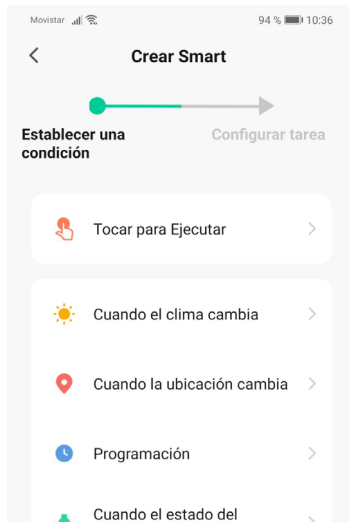 Movistar 94 % 10:36
Crear Smart
Establecer una Configurar tarea
condición
Tocar para Ejecutar
Cuando el clima cambia
Cuando la ubicación cambia
Programación
Cuando el estado del